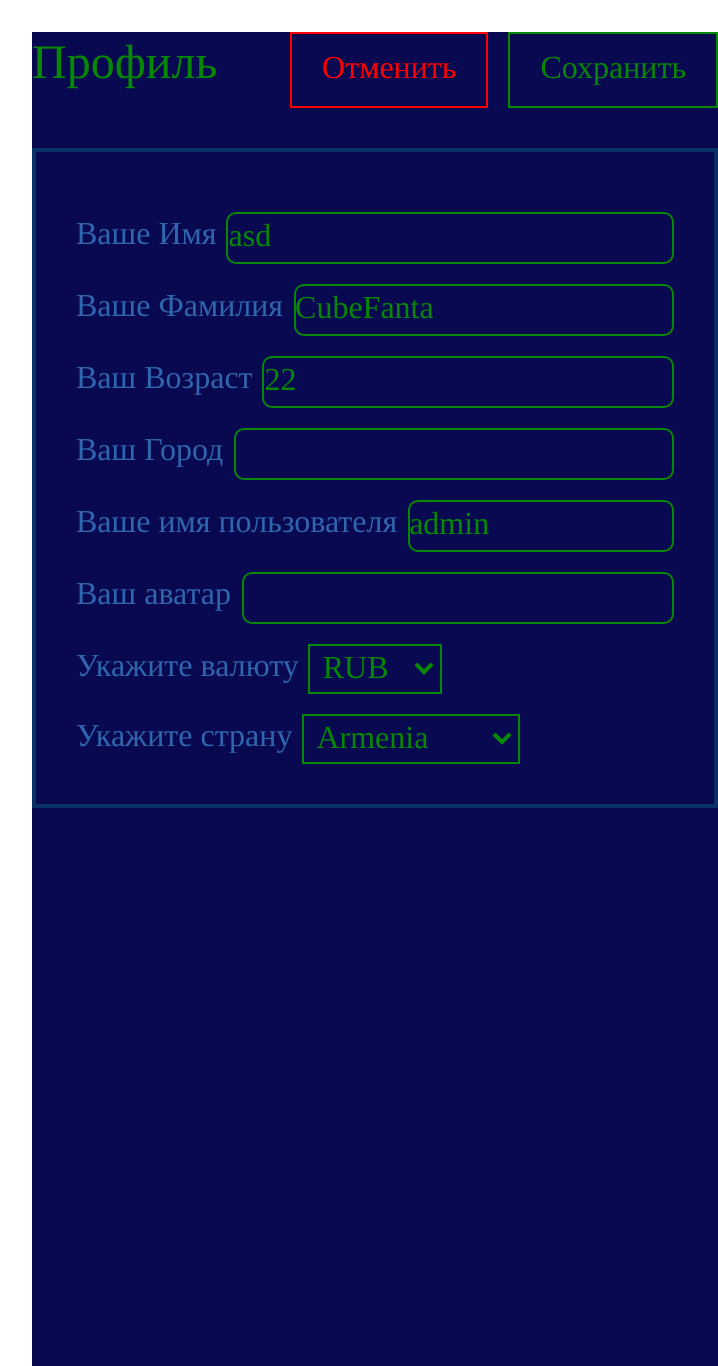 Профиль Отменить Сохранить
Ваше Имя asd
Ваше Фамилия CubeFanta
Ваш Возраст 22
Ваш Город
Ваше имя пользователя admin
Ваш аватар
Укажите валюту RUB
Укажите страну Armenia